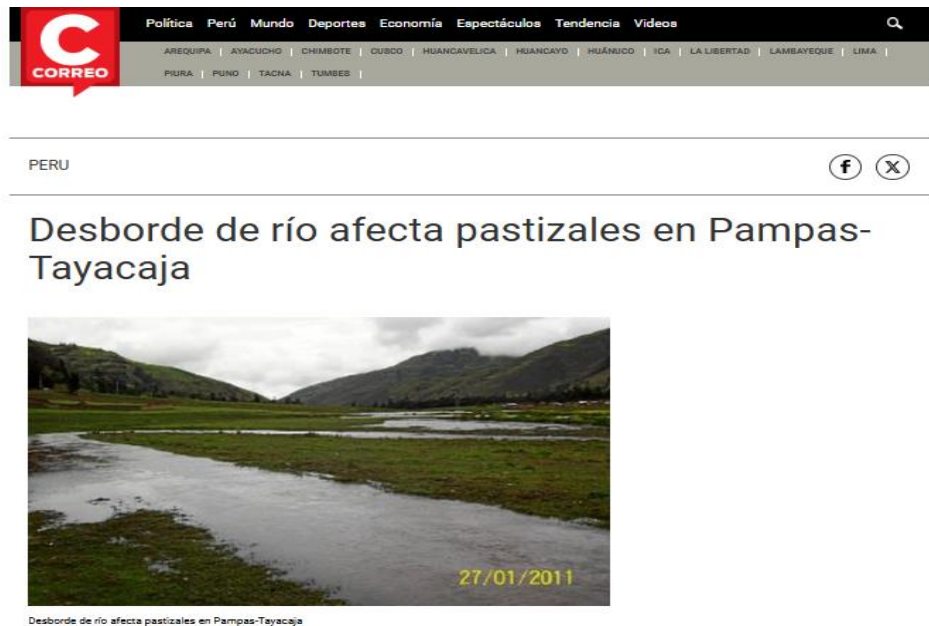 Política Perú Mundo Deportes Economía Espectáculos Tendencia Videos
AREQUIPA | AYACUCHO | CHIMBOTE | CUSCO | HUANCAVELICA | HUANCAYO | HUÁNUCO | ICA | LA LIBERTAD | LAMBAYEQUE | LIMA |
PIURA | PUNO | TACNA | TUMBES |
C
CORREO
PERU
f X
Desborde de río afecta pastizales en Pampas-
Tayacaja
27/01/2011
Desborde de río afecta pastizales en Pampas-Tayacaja